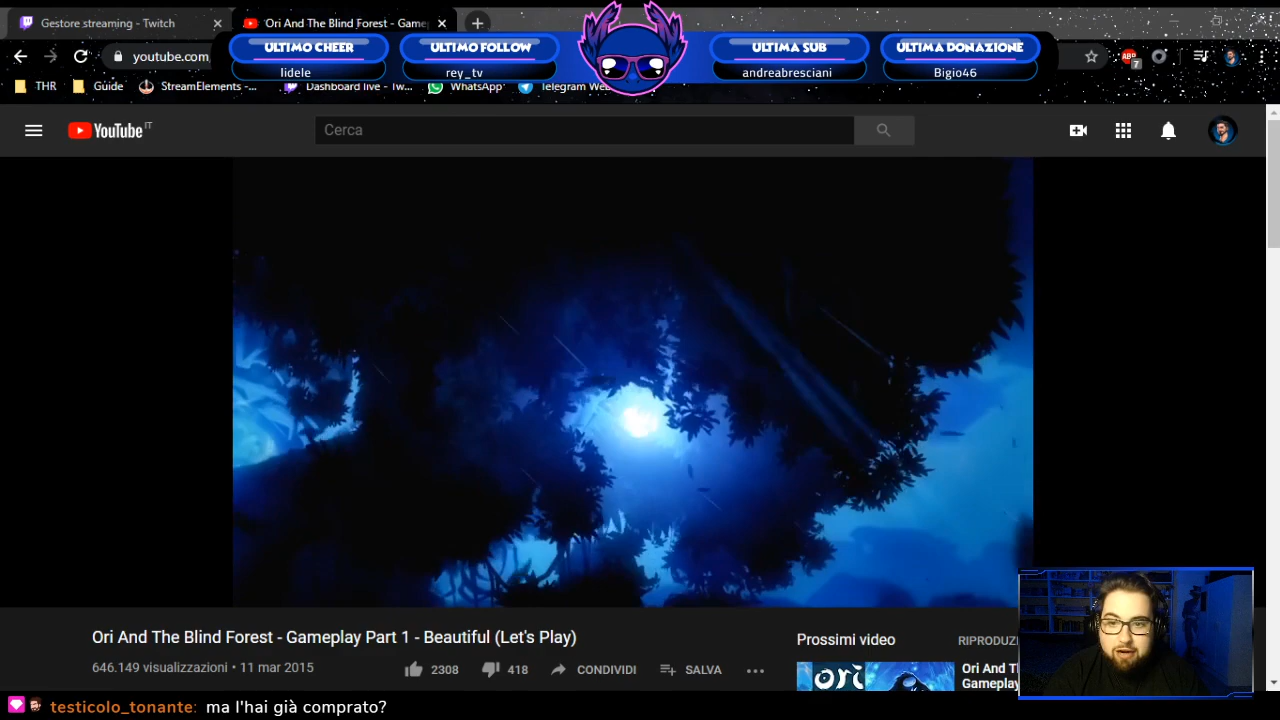 Gestore streaming - Twitch
Ori And The Blind Forest - Game
youtube.com
ULTIMO CHEER
lidele
ULTIMO FOLLOW
rey_tv
ULTIMA SUB
andreabresciani
ULTIMA DONAZIONE
Bigio46
ABP
7
THR
Guide
StreamElements -...
Dashboard live - Tw...
WhatsApp
Telegram Web
YouTube IT
Cerca
ori
Ori And The Blind Forest - Gameplay Part 1 - Beautiful (Let's Play)
646.149 visualizzazioni • 11 mar 2015
2308
418
CONDIVIDI
SALVA
Prossimi video
RIPRODUZ
Ori And Th
Gameplay
testicolo_tonante: ma l'hai già comprato?